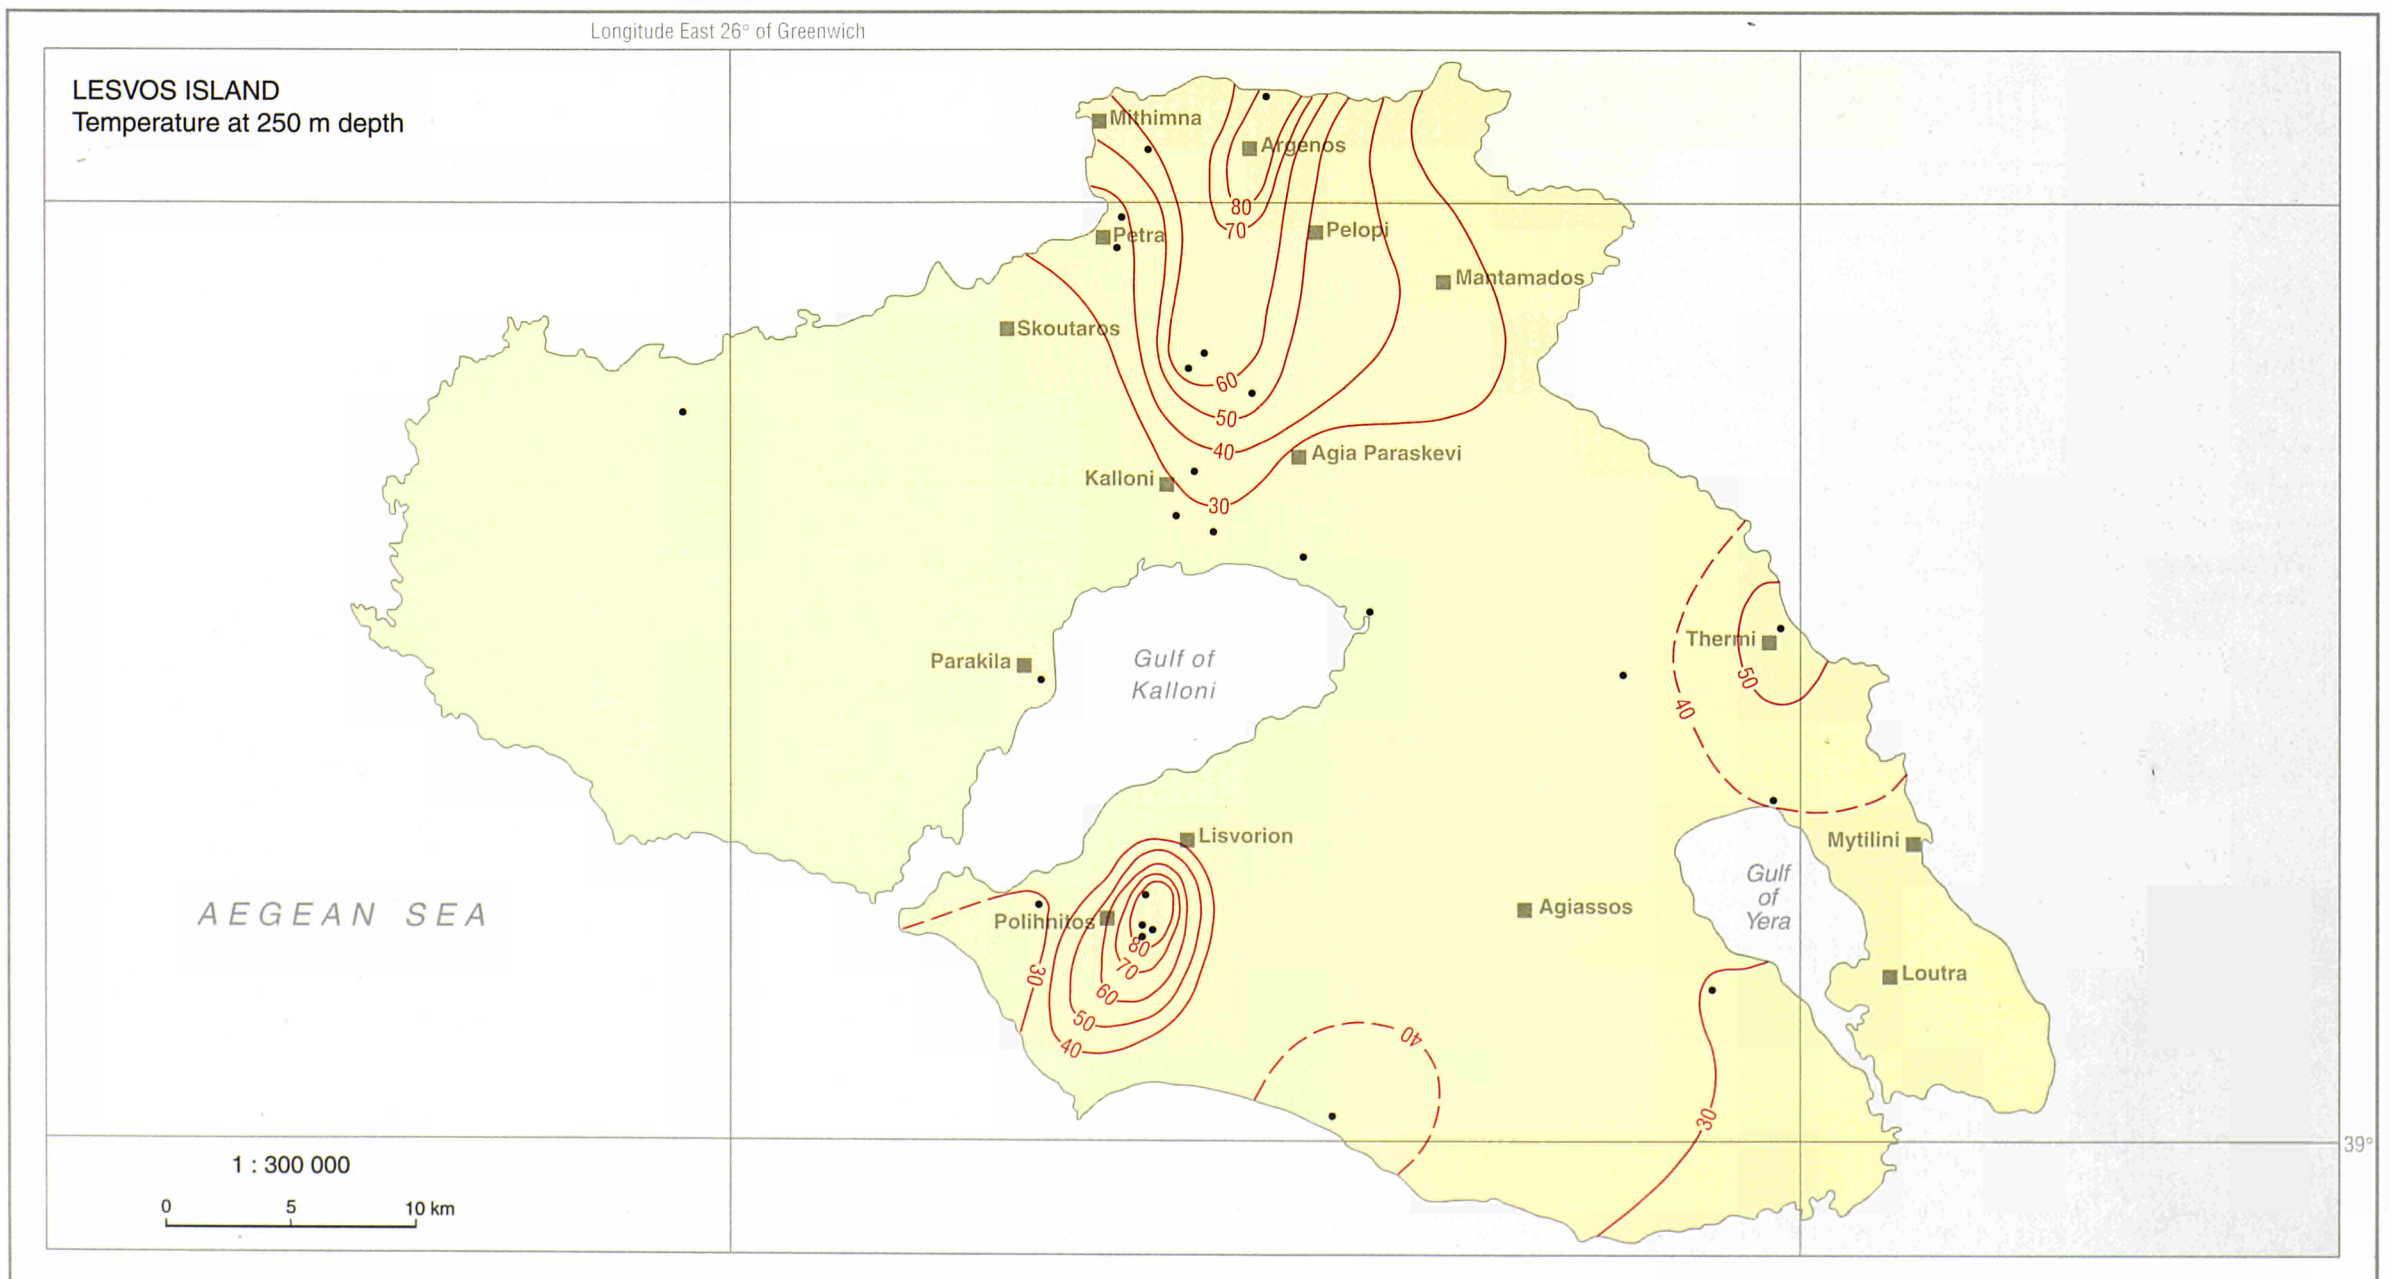 Longitude East 26° of Greenwich
LESVOS ISLAND
Temperature at 250 m depth
Mithimna
Argenos
80
70
Petra
Pelopi
Mantamados
Skoutaros
60
50
40
Agia Paraskevi
Kalloni
30
Thermi
50
40
Parakila
Gulf of
Kalloni
Lisvorion
Mytilini
Gulf
of
Yera
AEGEAN SEA
Polihnitos
Agiassos
80
70
60
50
40
30
Loutra
40
30
39°
1 : 300 000
0 5 10 km